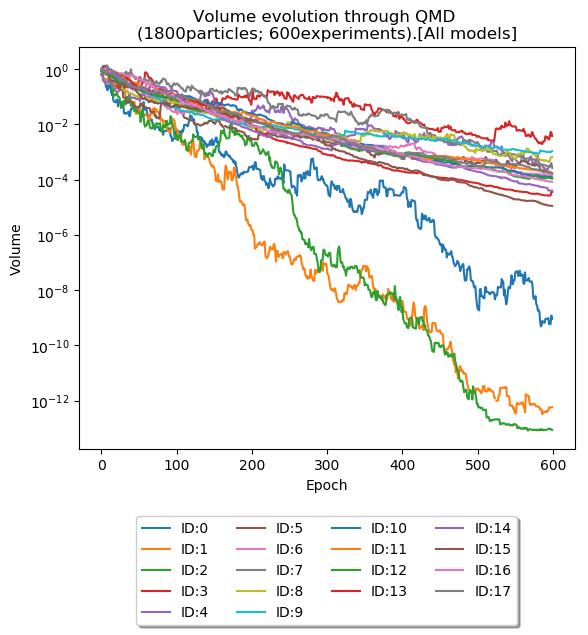 Volume evolution through QMD
(1800particles; 600experiments).[All models]
Volume
10^0
10^-2
10^-4
10^-6
10^-8
10^-10
10^-12
0 100 200 300 400 500 600
Epoch
ID:0 ID:5 ID:10 ID:14
ID:1 ID:6 ID:11 ID:15
ID:2 ID:7 ID:12 ID:16
ID:3 ID:8 ID:13 ID:17
ID:4 ID:9